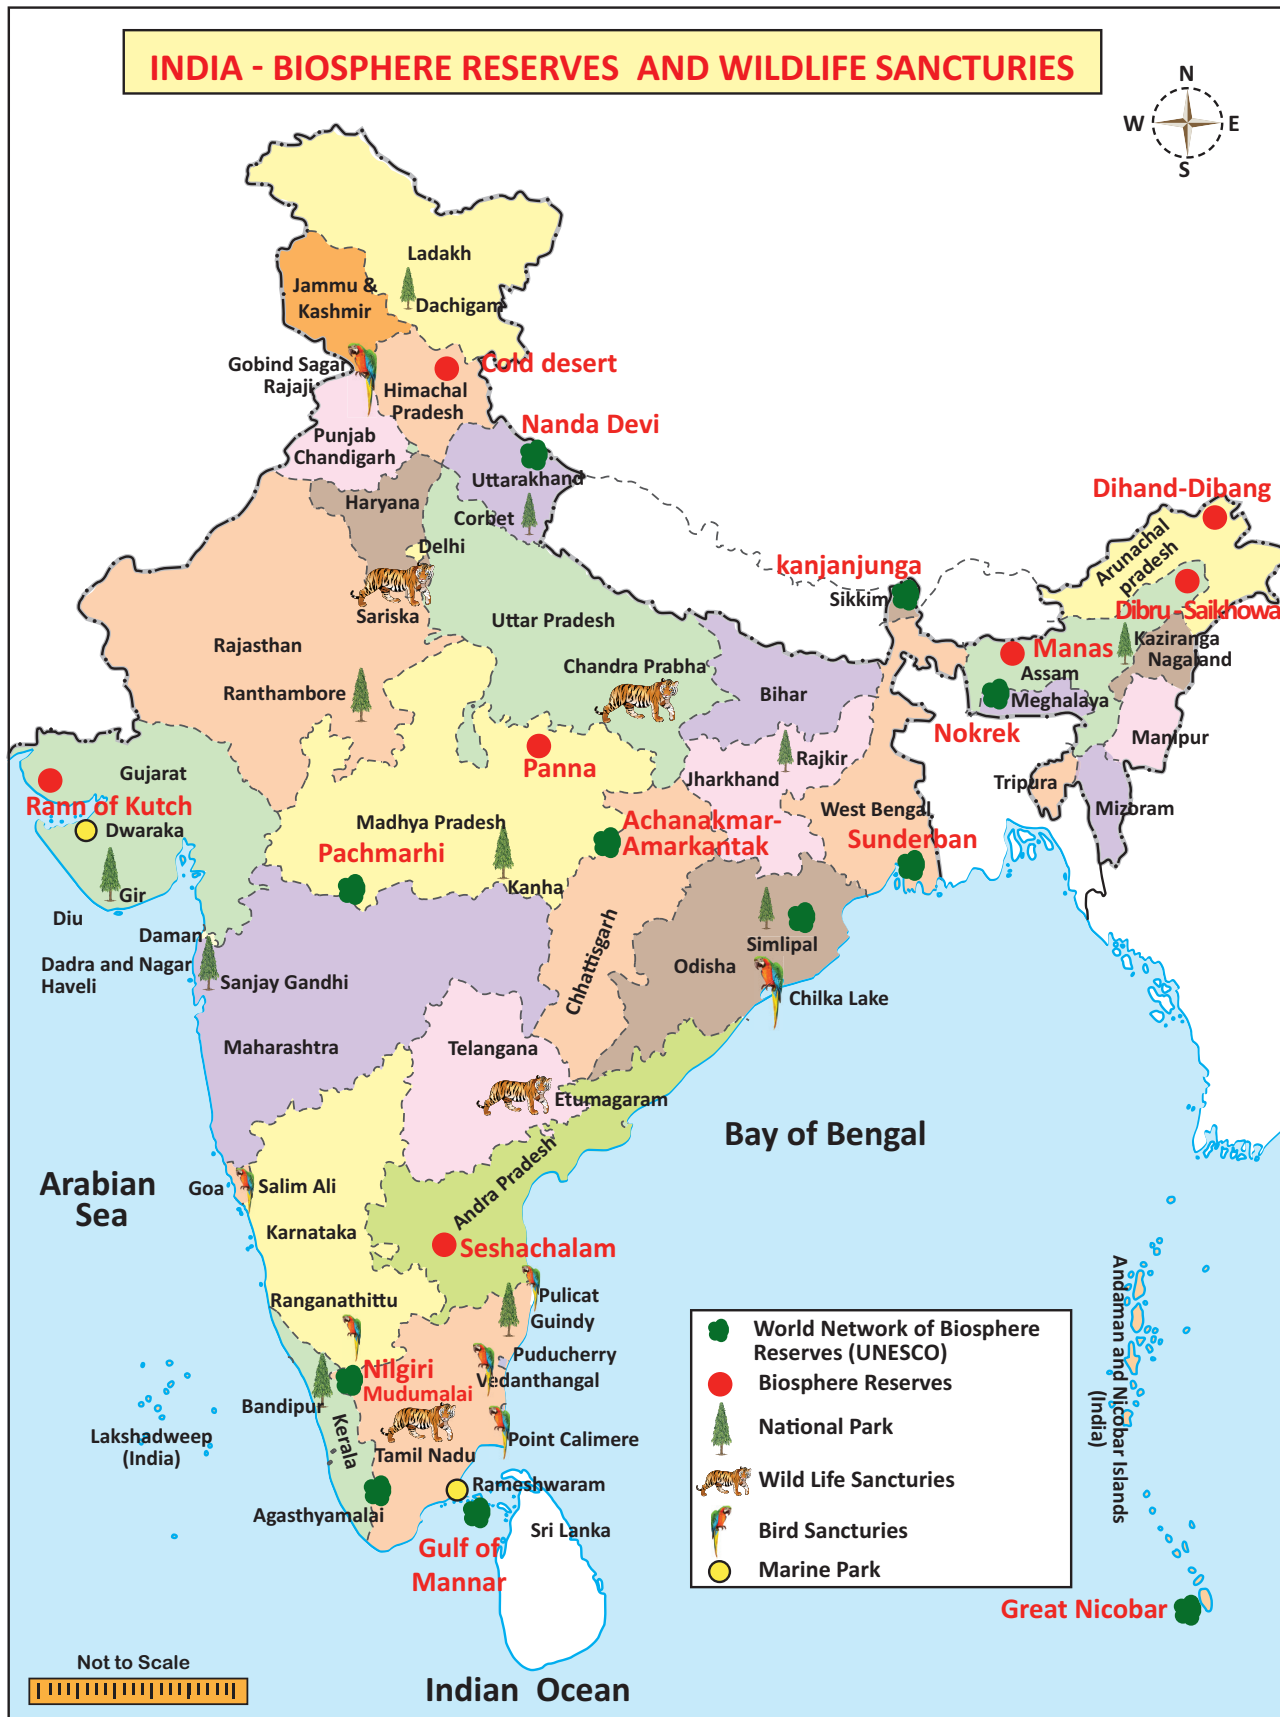 INDIA - BIOSPHERE RESERVES AND WILDLIFE SANCTURIES
N
W
E
S
Ladakh
Jammu &
Kashmir
Dachigam
Gobind Sagar
Rajaji
Cold desert
Himachal
Pradesh
Nanda Devi
Punjab
Chandigarh
Uttarakhand
Haryana
Corbet
Delhi
Dihand-Dibang
Arunachal
pradesh
kanjanjunga
Sikkim
Dibru -Saikhowa
Sariska
Uttar Pradesh
Rajasthan
Kaziranga
Nagaland
Manas
Assam
Chandra Prabha
Ranthambore
Bihar
Meghalaya
Nokrek
Manipur
Panna
Rajkir
Jharkhand
Gujarat
Tripura
Rann of Kutch
Mizoram
West Bengal
Dwaraka
Madhya Pradesh
Achanakmar-
Amarkantak
Sunderban
Pachmarhi
Kanha
Gir
Diu
Daman
Simlipal
Chhattisgarh
Odisha
Dadra and Nagar
Haveli
Sanjay Gandhi
Chilka Lake
Maharashtra
Telangana
Etumagaram
Bay of Bengal
Andra Pradesh
Arabian
Sea
Goa
Salim Ali
Karnataka
Seshachalam
Ranganathittu
Pulicat
Guindy
Puducherry
Vedanthangal
Nilgiri
Mudumalai
Bandipur
Kerala
Tamil Nadu
Point Calimere
Lakshadweep
(India)
Rameshwaram
Agasthyamalai
Sri Lanka
Gulf of
Mannar
Andaman and Nicobar Islands
(India)
World Network of Biosphere
Reserves (UNESCO)
Biosphere Reserves
National Park
Wild Life Sancturies
Bird Sancturies
Marine Park
Great Nicobar
Not to Scale
Indian Ocean